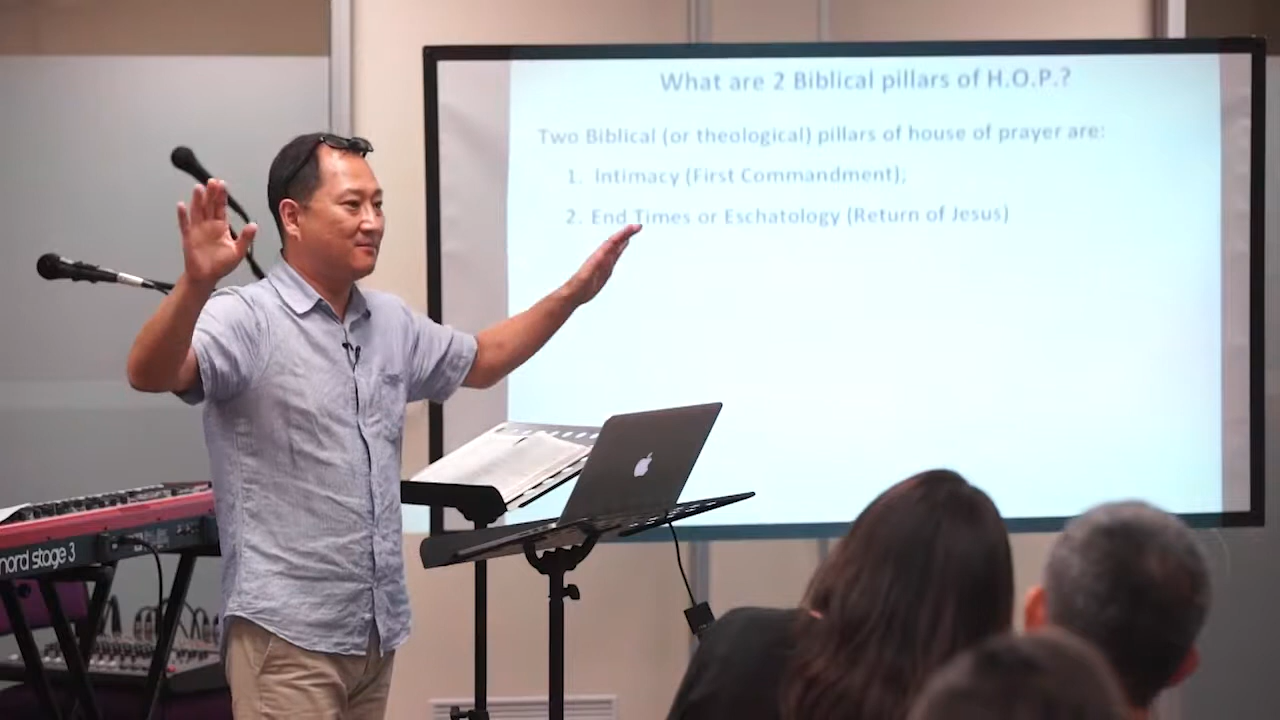 What are 2 Biblical pillars of H.O.P.?
Two Biblical (or theological) pillars of house of prayer are:
1. Intimacy (First Commandment),
2. End Times or Eschatology (Return of Jesus)
nord stage 3